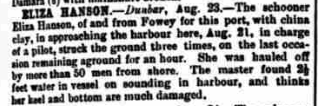 ELIZA HANSON.—Dunbar, Aug. 23.—The schooner
Eliza Hanson, of and from Fowey for this port, with china
clay, in approaching the harbour here, Aug. 21, in charge
of a pilot, struck the ground three times, on the last occa-
sion remaining aground for an hour. She was hauled off
by more than 50 men from shore. The master found 2½
feet water in vessel on sounding in harbour, and thinks
her keel and bottom are much damaged.